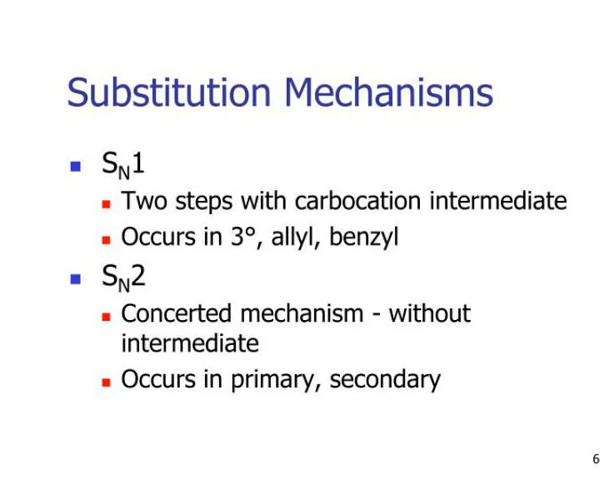 Substitution Mechanisms
SN1
Two steps with carbocation intermediate
Occurs in 3°, allyl, benzyl
SN2
Concerted mechanism - without
intermediate
Occurs in primary, secondary
6